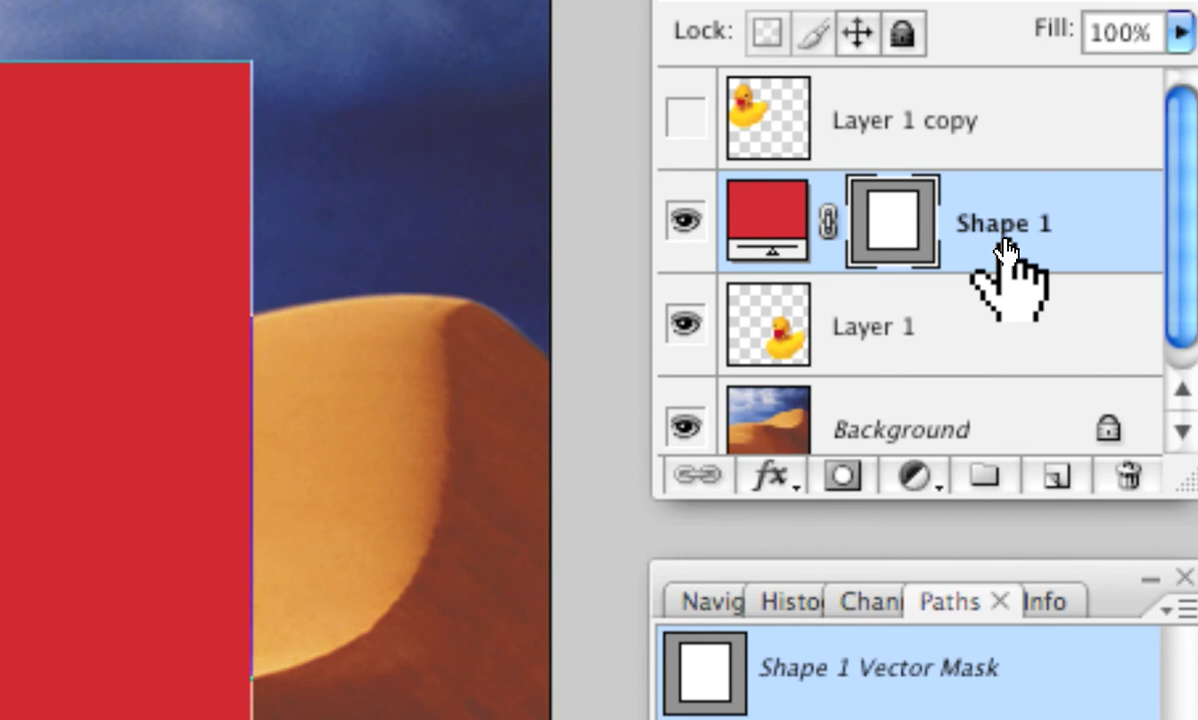 Lock: Fill: 100%
Layer 1 copy
Shape 1
Layer 1
Background
fx
Navig Histo Chan Paths Info
Shape 1 Vector Mask